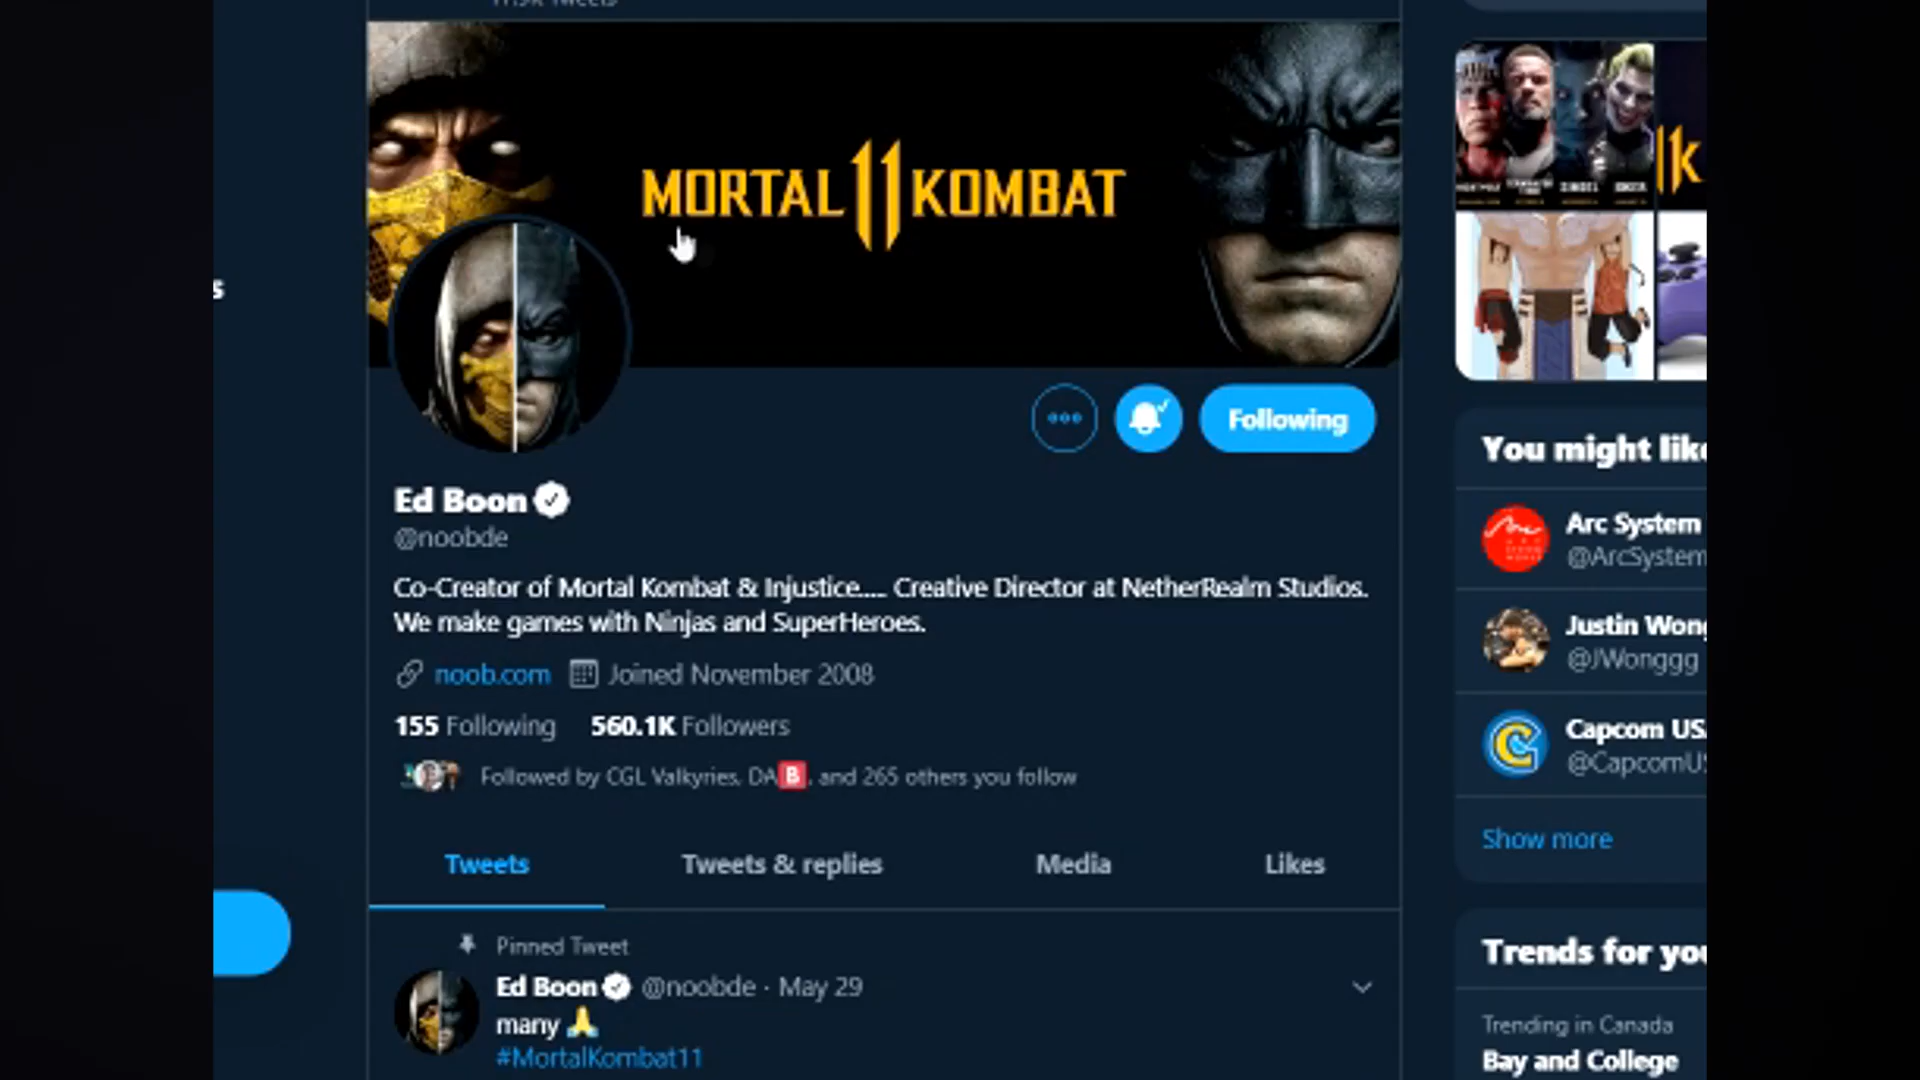 MORTAL 11 KOMBAT
Following
Ed Boon
@noobde
Co-Creator of Mortal Kombat & Injustice.... Creative Director at NetherRealm Studios.
We make games with Ninjas and SuperHeroes.
noob.com Joined November 2008
155 Following 560.1K Followers
Followed by CGL Valkyries, DA🅱, and 265 others you follow
Tweets Tweets & replies Media Likes
Pinned Tweet
Ed Boon @noobde · May 29
many 🙏
#MortalKombat11
You might like
Arc System
@ArcSystem
Justin Wong
@JWonggg
Capcom US
@CapcomUS
Show more
Trends for you
Trending in Canada
Bay and College